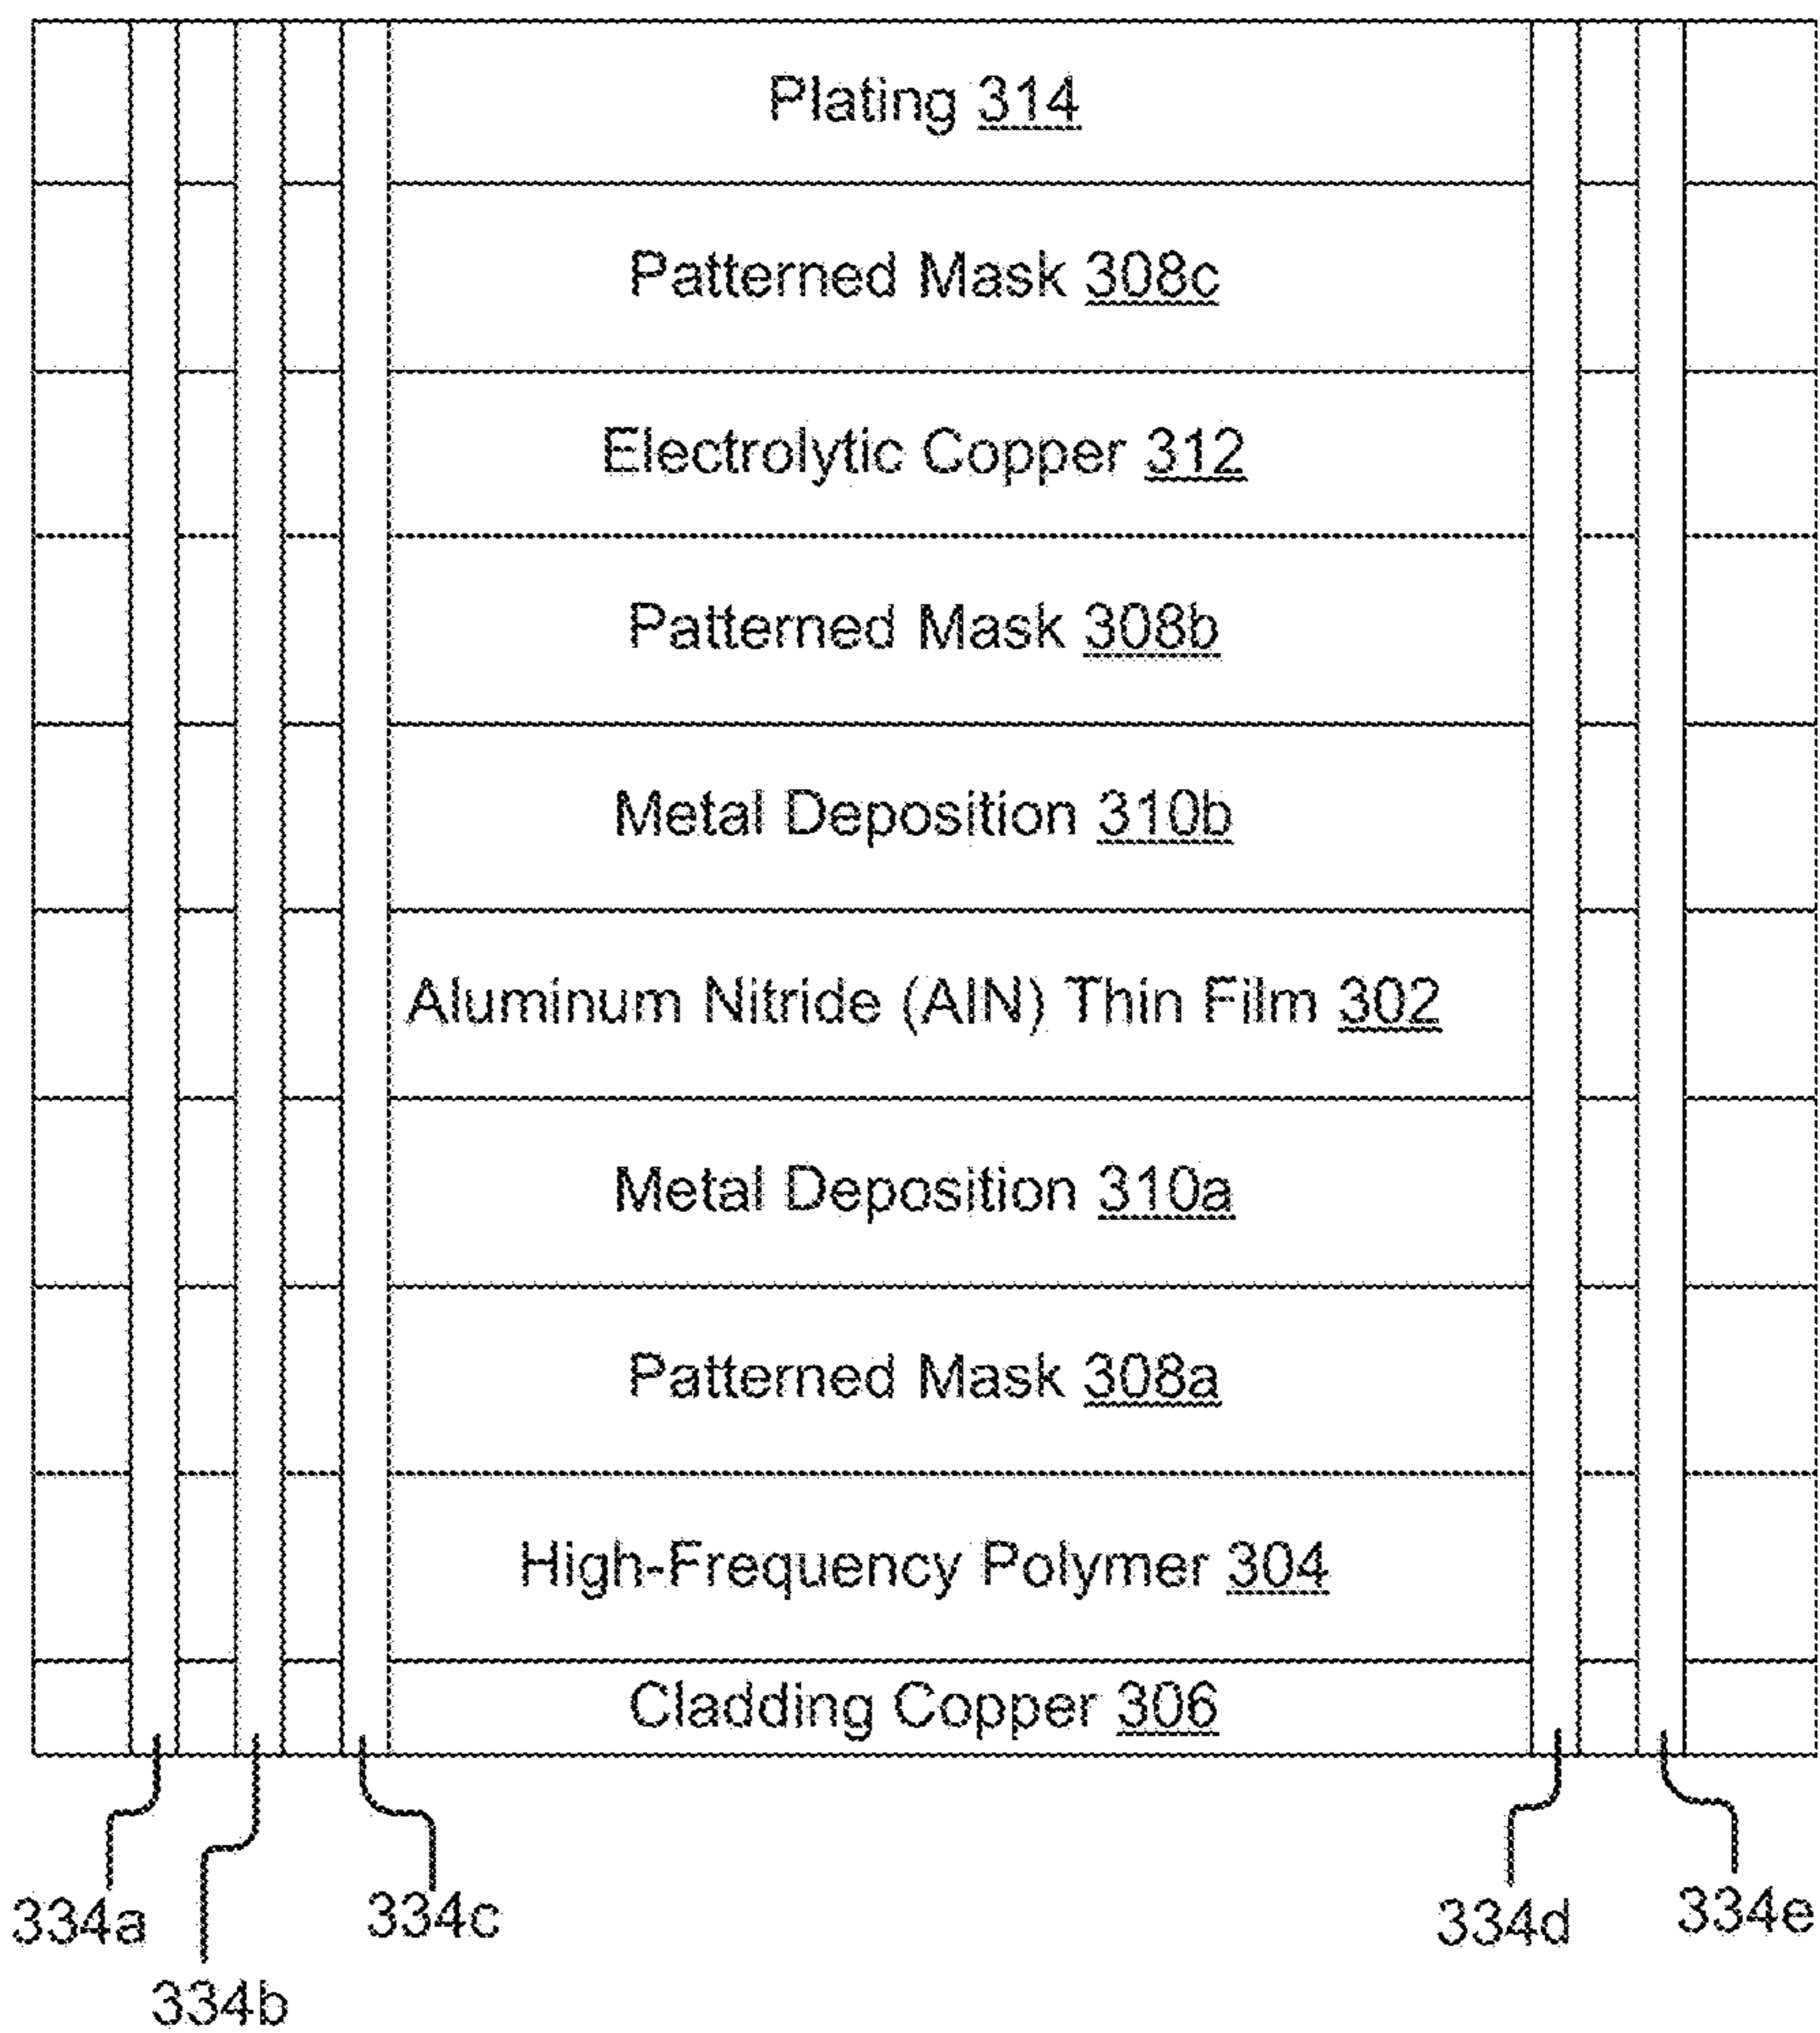 Plating 314
Patterned Mask 308c
Electrolytic Copper 312
Patterned Mask 308b
Metal Deposition 310b
Aluminum Nitride (AlN) Thin Film 302
Metal Deposition 310a
Patterned Mask 308a
High-Frequency Polymer 304
Cladding Copper 306
334a
334b
334c
334d
334e